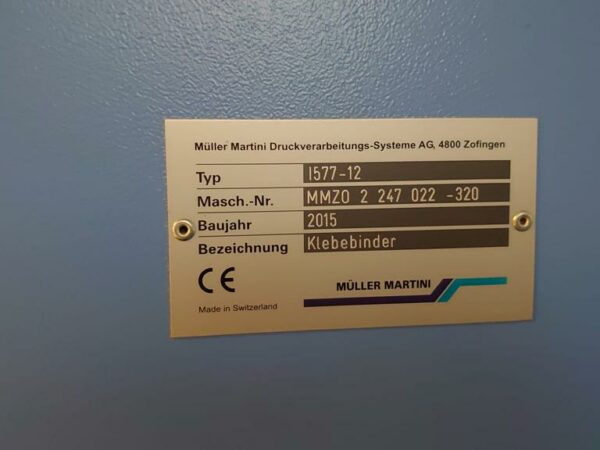 Müller Martini Druckverarbeitungs-Systeme AG, 4800 Zofingen
Typ 1577-12
Masch.-Nr. MMZO 2 247 022 -320
Baujahr 2015
Bezeichnung Klebebinder
CE
MÜLLER MARTINI
Made in Switzerland